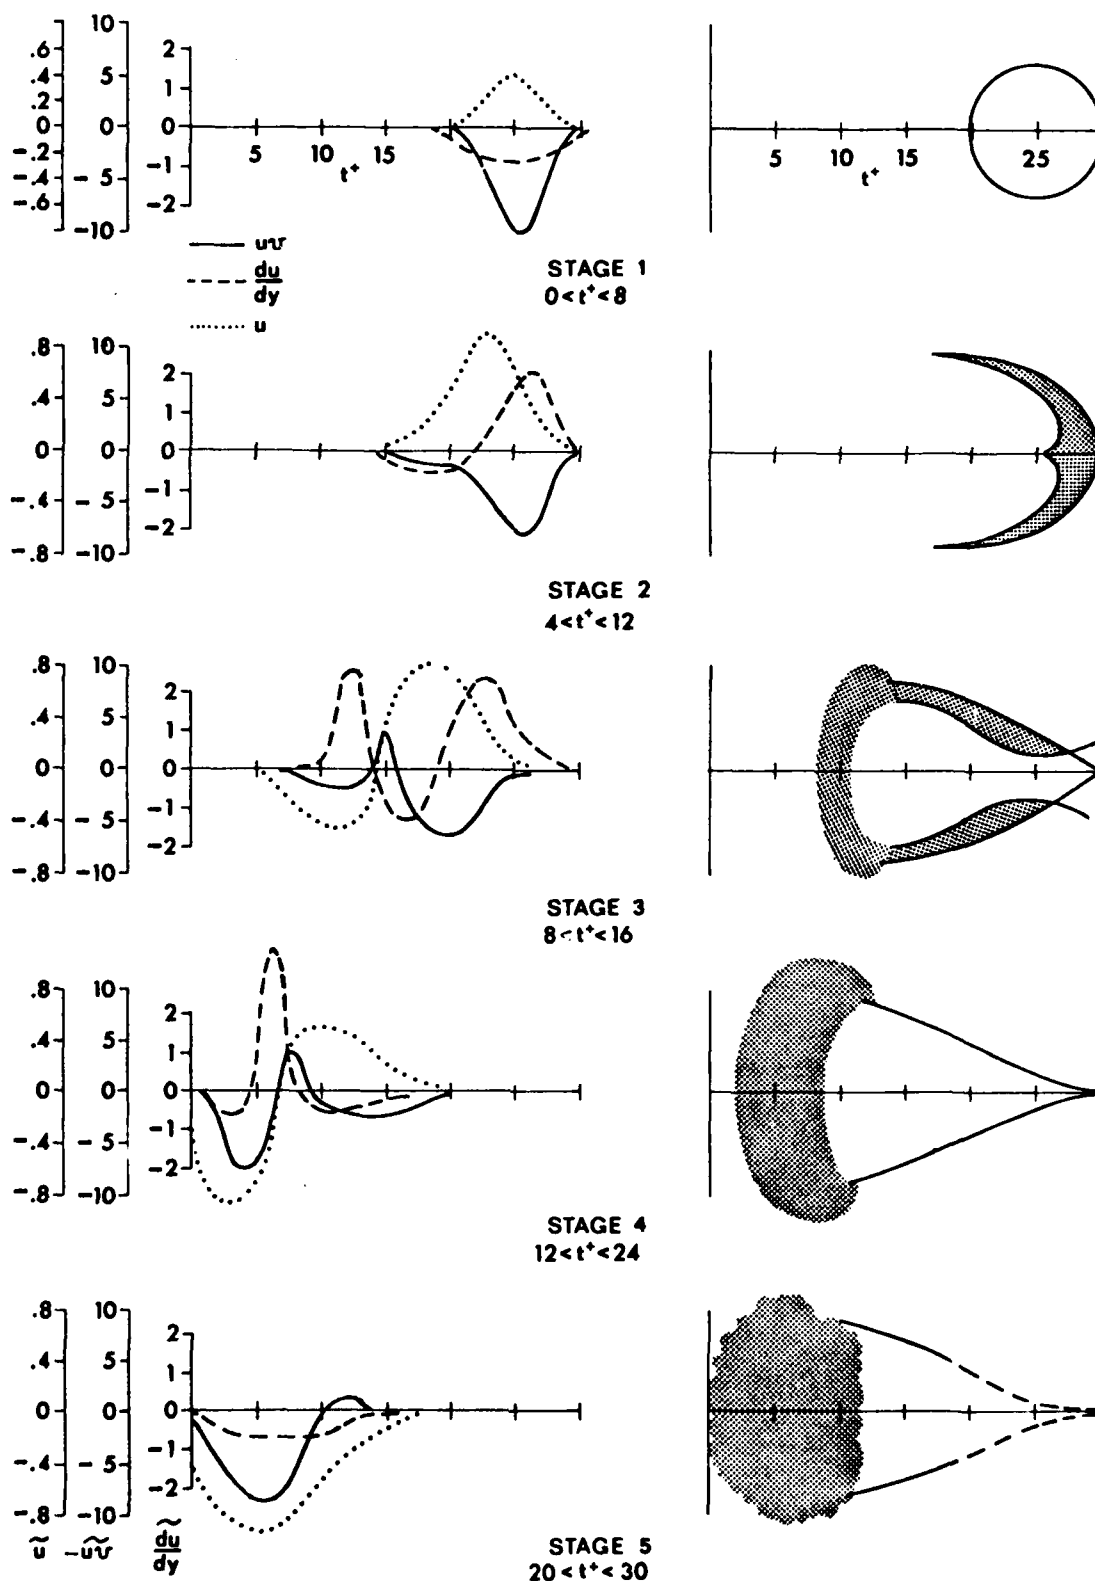 10 10
.6 2
.4 5 1
.2
0 0 0
5 10 15 5 10 15 25
t+ t+
-.2 -1
-.4 -5
-.6 -2
-10
uv
du
dy
u
STAGE 1
0<t+<8
.8 10
2
.4 5 1
0 0 0
-.4 -5 -1
-2
-.8 -10
STAGE 2
4<t+<12
.8 10
2
.4 5 1
0 0 0
-.4 -5 -1
-2
-.8 -10
STAGE 3
8<t+<16
.8 10
2
.4 5 1
0 0 0
-.4 -5 -1
-2
-.8 -10
STAGE 4
12<t+<24
.8 10
2
.4 5 1
0 0 0
-.4 -5 -1
-2
-.8 -10
ũ -ũv du
dy
STAGE 5
20<t+<30